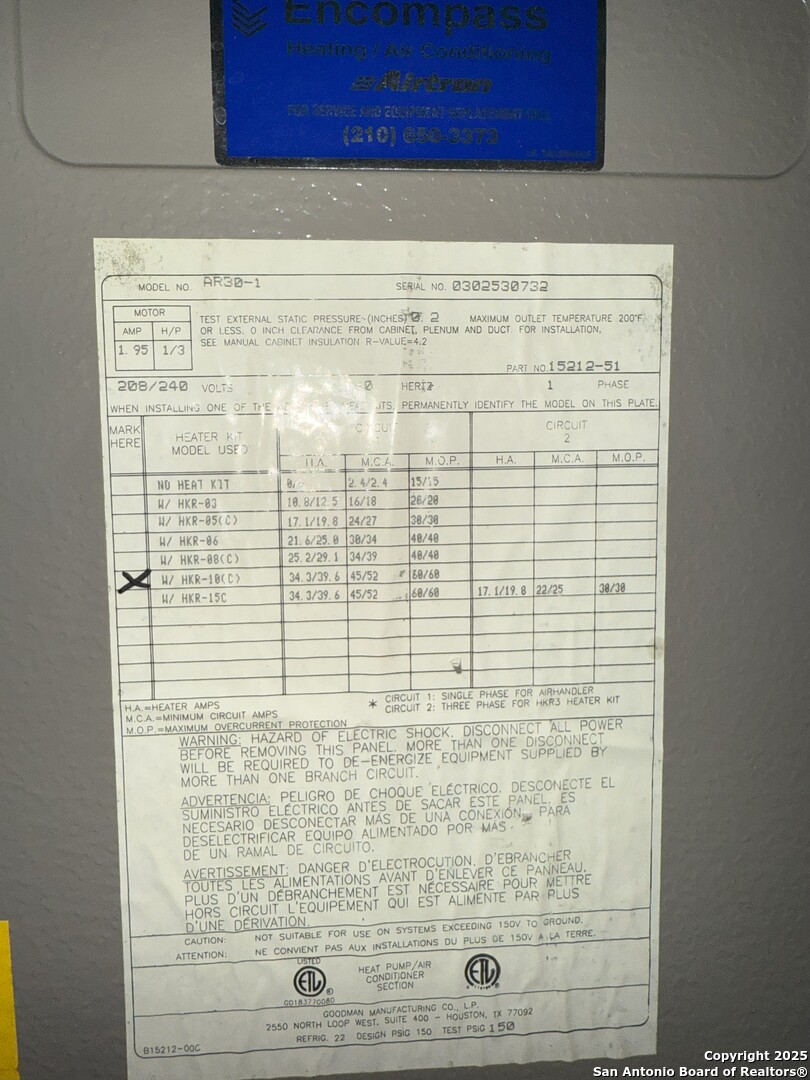 Encompass
Heating / Air Conditioning
Airtron
FOR SERVICE AND EQUIPMENT REPLACEMENT CALL
(210) 650-3373
MODEL NO. AR30-1 SERIAL NO. 0302530732
MOTOR
AMP H/P
1.95 1/3
TEST EXTERNAL STATIC PRESSURE-(INCHES) 0.2 MAXIMUM OUTLET TEMPERATURE 200°F.
OR LESS. 0 INCH CLEARANCE FROM CABINET, PLENUM AND DUCT FOR INSTALLATION.
SEE MANUAL CABINET INSULATION R-VALUE=4.2
PART NO. 15212-51
208/240 VOLTS 0 HERTZ 1 PHASE
WHEN INSTALLING ONE OF THE KITS, PERMANENTLY IDENTIFY THE MODEL ON THIS PLATE.
MARK HERE HEATER KIT MODEL USED CIRCUIT 2
H.A. M.C.A. M.O.P. H.A. M.C.A. M.O.P.
NO HEAT KIT 2.4/2.4 15/15
W/ HKR-03 10.8/12.5 16/18 20/20
W/ HKR-05(C) 17.1/19.8 24/27 30/30
W/ HKR-06 21.6/25.0 30/34 40/40
W/ HKR-08(C) 25.2/29.1 34/39 40/40
X W/ HKR-10(C) 34.3/39.6 45/52 60/60
W/ HKR-15C 34.3/39.6 45/52 60/60 17.1/19.8 22/25 30/30
H.A.=HEATER AMPS
M.C.A.=MINIMUM CIRCUIT AMPS
M.O.P.=MAXIMUM OVERCURRENT PROTECTION
* CIRCUIT 1: SINGLE PHASE FOR AIRHANDLER
CIRCUIT 2: THREE PHASE FOR HKR3 HEATER KIT
WARNING: HAZARD OF ELECTRIC SHOCK. DISCONNECT ALL POWER
BEFORE REMOVING THIS PANEL. MORE THAN ONE DISCONNECT
WILL BE REQUIRED TO DE-ENERGIZE EQUIPMENT SUPPLIED BY
MORE THAN ONE BRANCH CIRCUIT.
ADVERTENCIA: PELIGRO DE CHOQUE ELÉCTRICO. DESCONECTE EL
SUMINISTRO ELÉCTRICO ANTES DE SACAR ESTE PANEL. ES
NECESARIO DESCONECTAR MÁS DE UNA CONEXIÓN PARA
DESELECTRIFICAR EQUIPO ALIMENTADO POR MÁS
DE UN RAMAL DE CIRCUITO.
AVERTISSEMENT: DANGER D'ELECTROCUTION. D'EBRANCHER
TOUTES LES ALIMENTATIONS AVANT D'ENLEVER CE PANNEAU.
PLUS D'UN DÉBRANCHEMENT EST NÉCESSAIRE POUR METTRE
HORS CIRCUIT L'EQUIPEMENT QUI EST ALIMENTE PAR PLUS
D'UNE DÉRIVATION.
CAUTION: NOT SUITABLE FOR USE ON SYSTEMS EXCEEDING 150V TO GROUND.
ATTENTION: NE CONVIENT PAS AUX INSTALLATIONS DU PLUS DE 150V A LA TERRE.
LISTED
ETL
HEAT PUMP/AIR
CONDITIONER
SECTION
ETL
GOODMAN MANUFACTURING CO., L.P.
2550 NORTH LOOP WEST, SUITE 400 - HOUSTON, TX 77092
REFRIG. 22 DESIGN PSIG 150 TEST PSIG 150
B15212-00C
Copyright © 2025
San Antonio Board of Realtors®